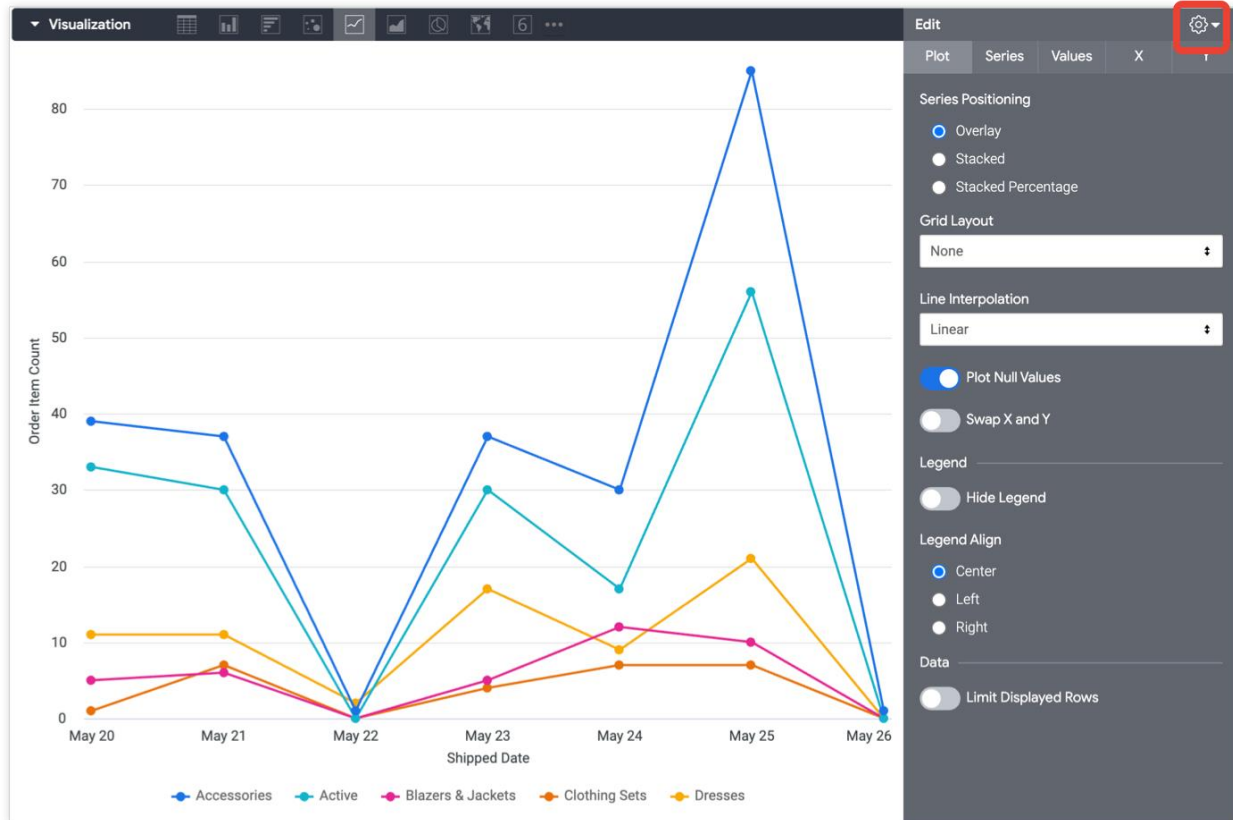 Visualization
6
Edit
Plot Series Values X Y
Series Positioning
Overlay
Stacked
Stacked Percentage
Grid Layout
None
Line Interpolation
Linear
Plot Null Values
Swap X and Y
Legend
Hide Legend
Legend Align
Center
Left
Right
Data
Limit Displayed Rows
Order Item Count
80
70
60
50
40
30
20
10
0
May 20 May 21 May 22 May 23 May 24 May 25 May 26
Shipped Date
Accessories Active Blazers & Jackets Clothing Sets Dresses